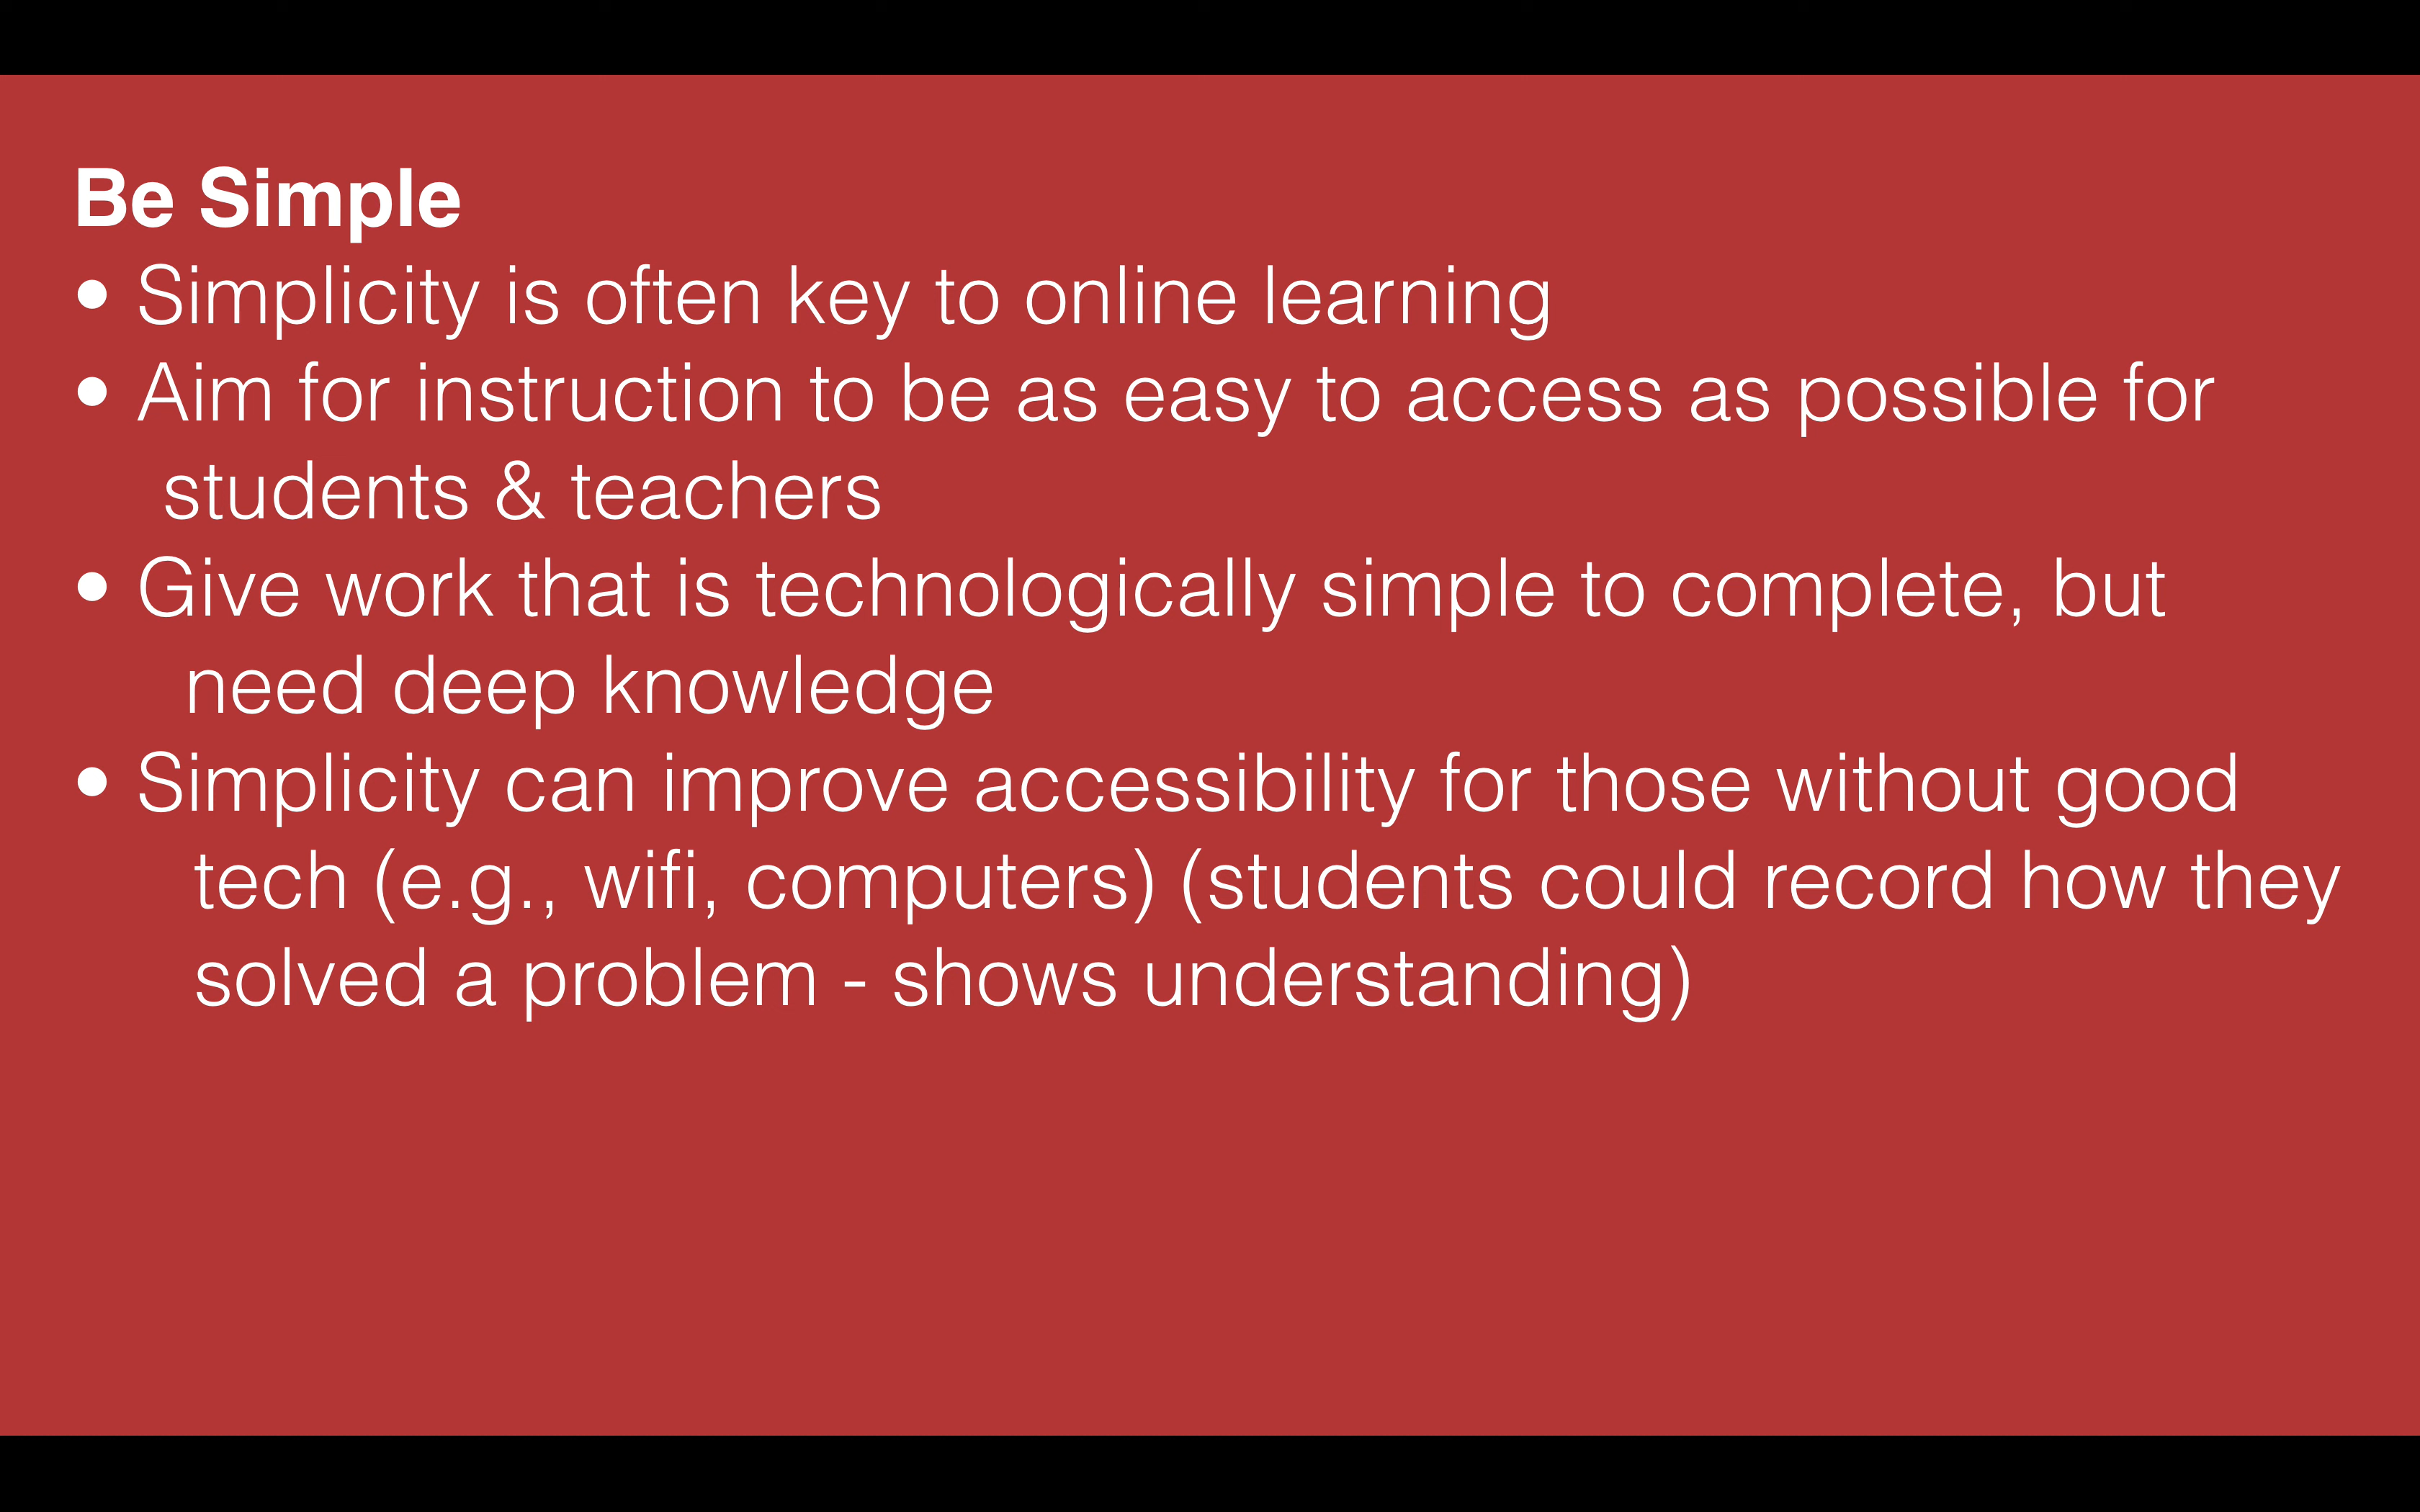 Be Simple
• Simplicity is often key to online learning
• Aim for instruction to be as easy to access as possible for
students & teachers
• Give work that is technologically simple to complete, but
need deep knowledge
• Simplicity can improve accessibility for those without good
tech (e.g., wifi, computers) (students could record how they
solved a problem - shows understanding)